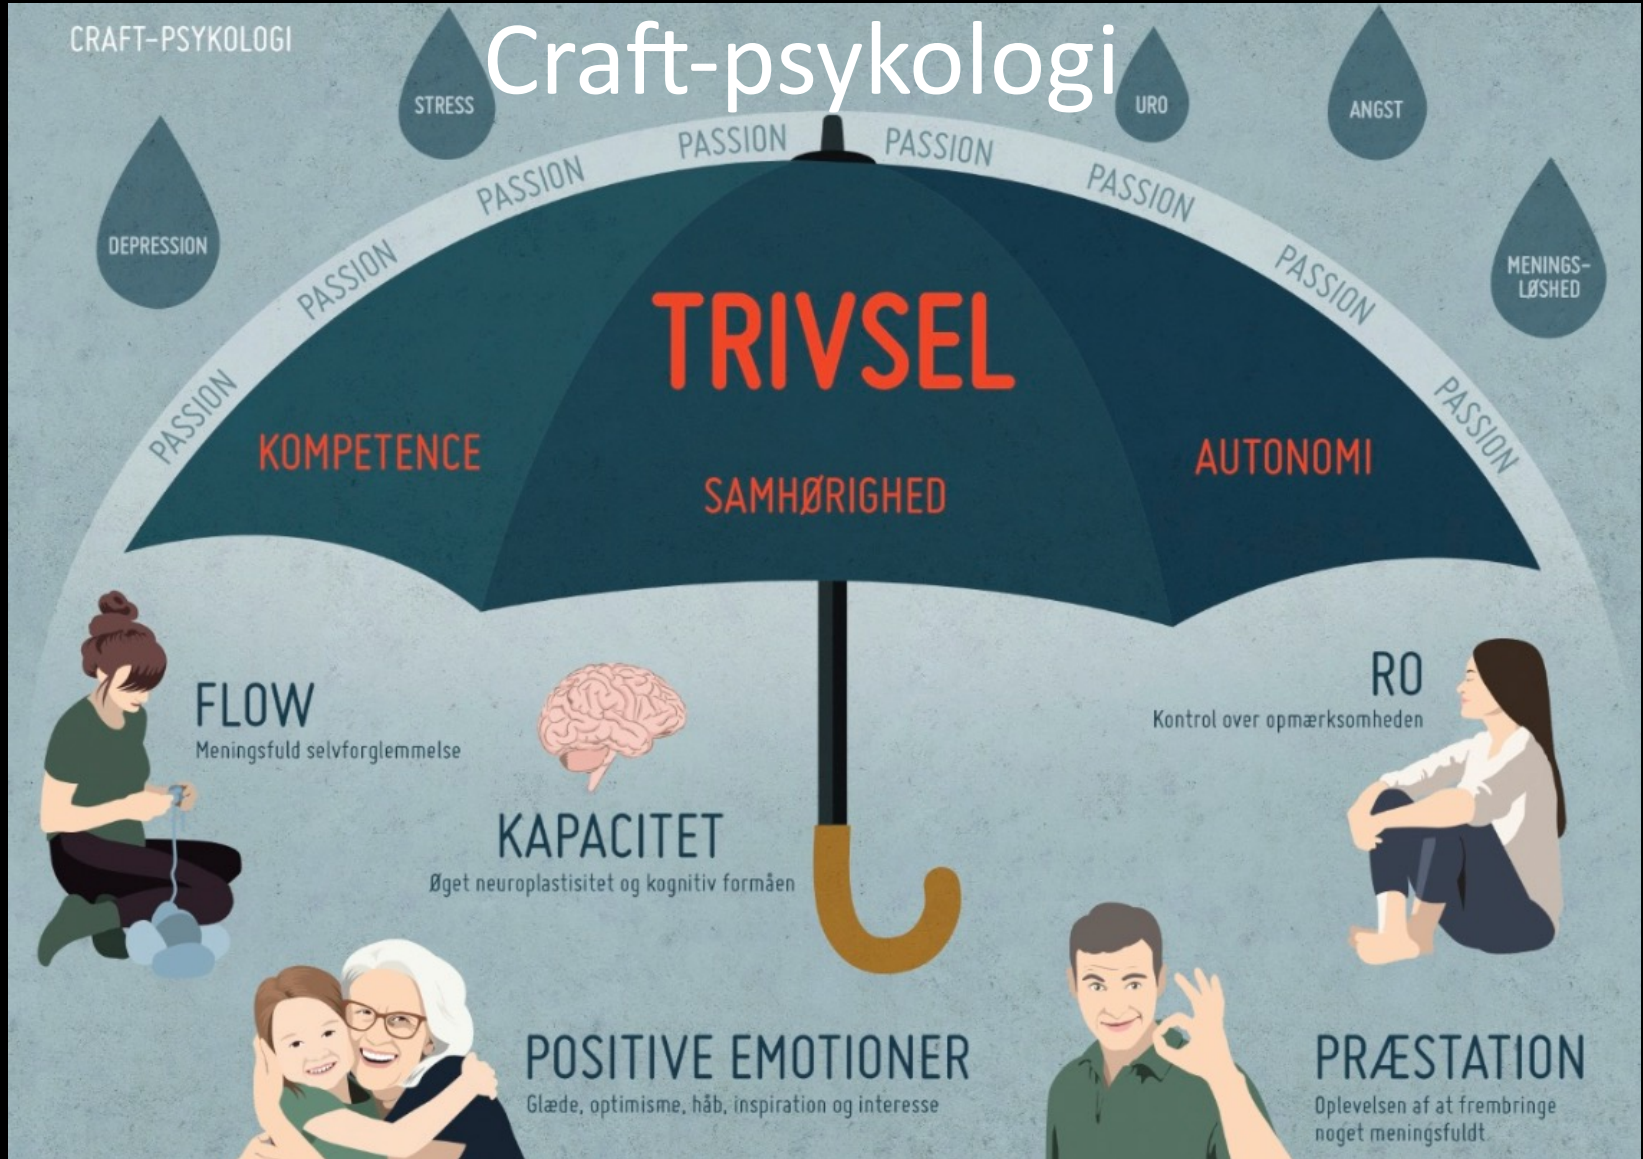 CRAFT-PSYKOLOGI
Craft-psykologi
STRESS
URO
ANGST
DEPRESSION
MENINGS-
LØSHED
PASSION
PASSION
PASSION
PASSION
PASSION
PASSION
PASSION
PASSION
TRIVSEL
KOMPETENCE
SAMHØRIGHED
AUTONOMI
FLOW
Meningsfuld selvforglemmelse
RO
Kontrol over opmærksomheden
KAPACITET
Øget neuroplastisitet og kognitiv formåen
POSITIVE EMOTIONER
Glæde, optimisme, håb, inspiration og interesse
PRÆSTATION
Oplevelsen af at frembringe
noget meningsfuldt